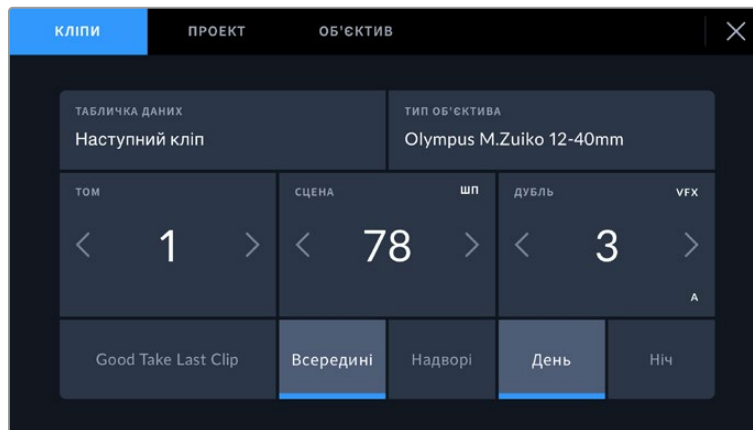 КЛІПИ ПРОЕКТ ОБ'ЄКТИВ
ТАБЛИЧКА ДАНИХ ТИП ОБ'ЄКТИВА
Наступний кліп Olympus M.Zuiko 12-40mm
ТОМ СЦЕНА ШП ДУБЛЬ VFX
1 78 3
A
Good Take Last Clip Всередині Надворі День Ніч